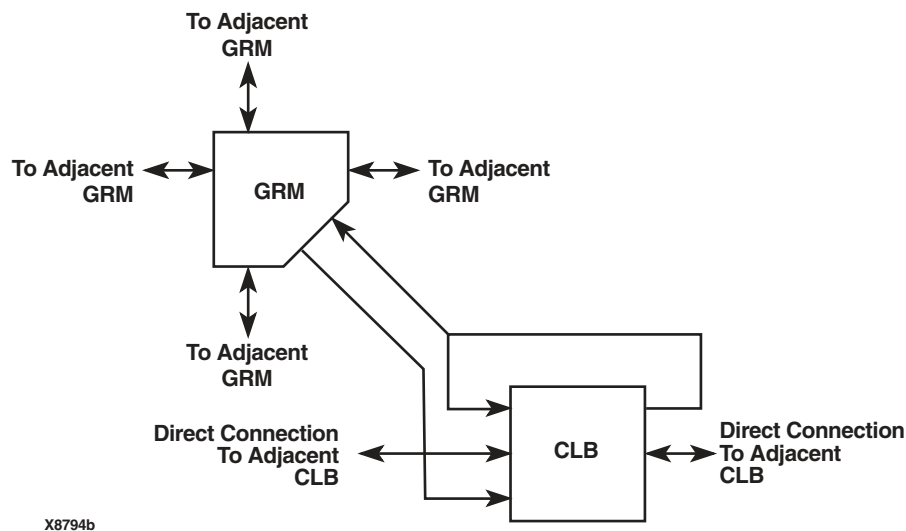 To Adjacent
GRM
To Adjacent
GRM
GRM
To Adjacent
GRM
To Adjacent
GRM
Direct Connection
To Adjacent
CLB
CLB
Direct Connection
To Adjacent
CLB
X8794b